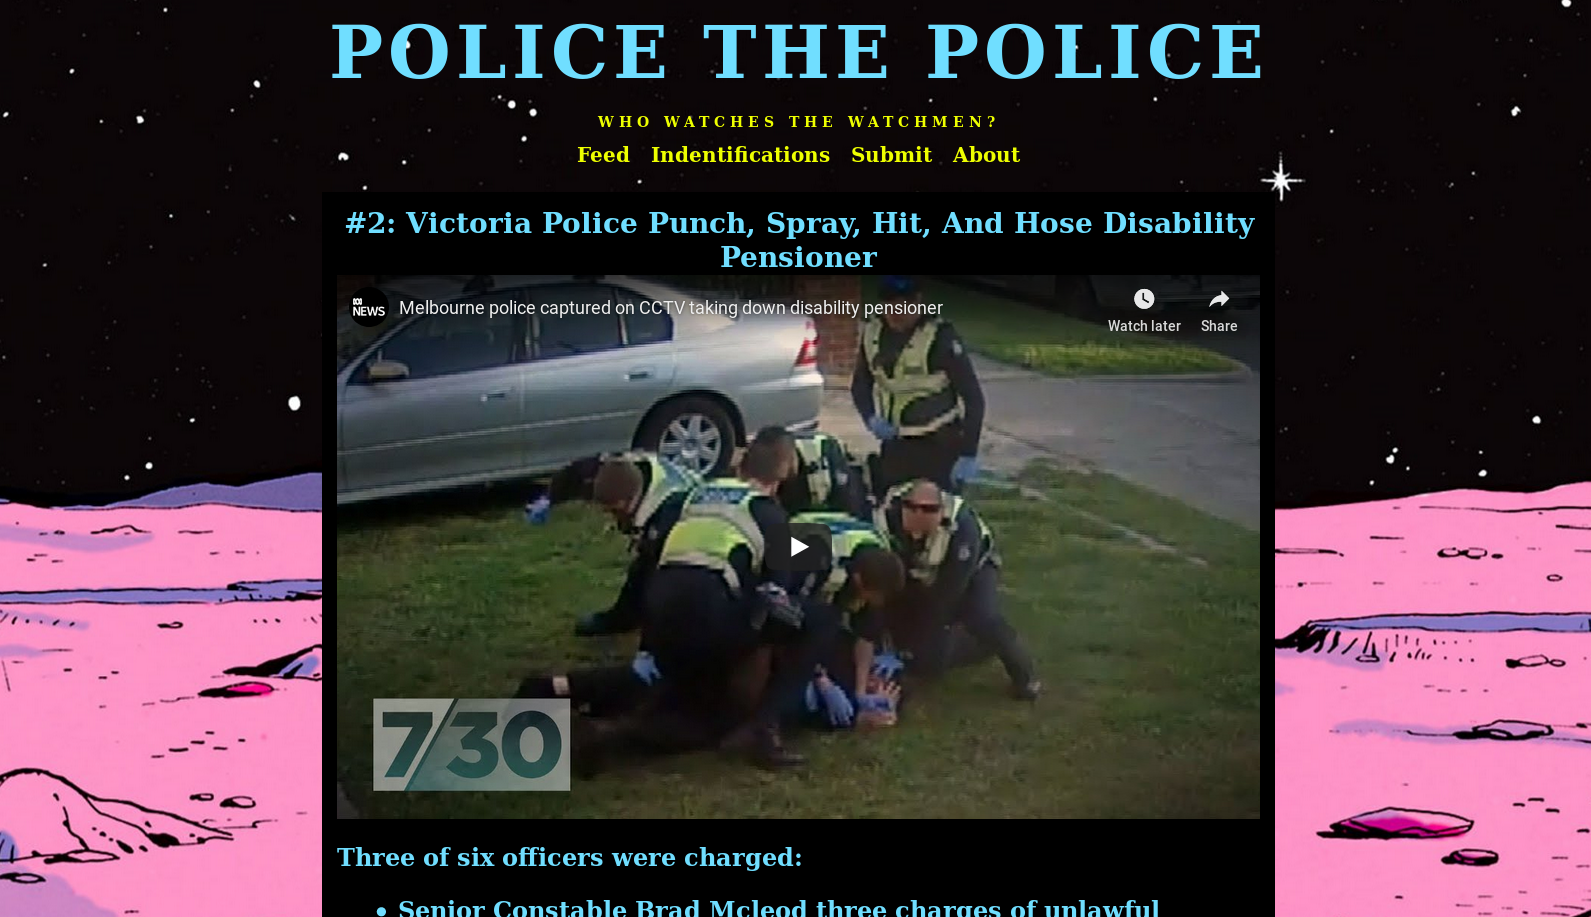 POLICE THE POLICE
WHO WATCHES THE WATCHMEN?
Feed Indentifications Submit About
#2: Victoria Police Punch, Spray, Hit, And Hose Disability
Pensioner
NEWS
Melbourne police captured on CCTV taking down disability pensioner
Watch later Share
7/30
Three of six officers were charged:
• Senior Constable Brad Mcleod three charges of unlawful